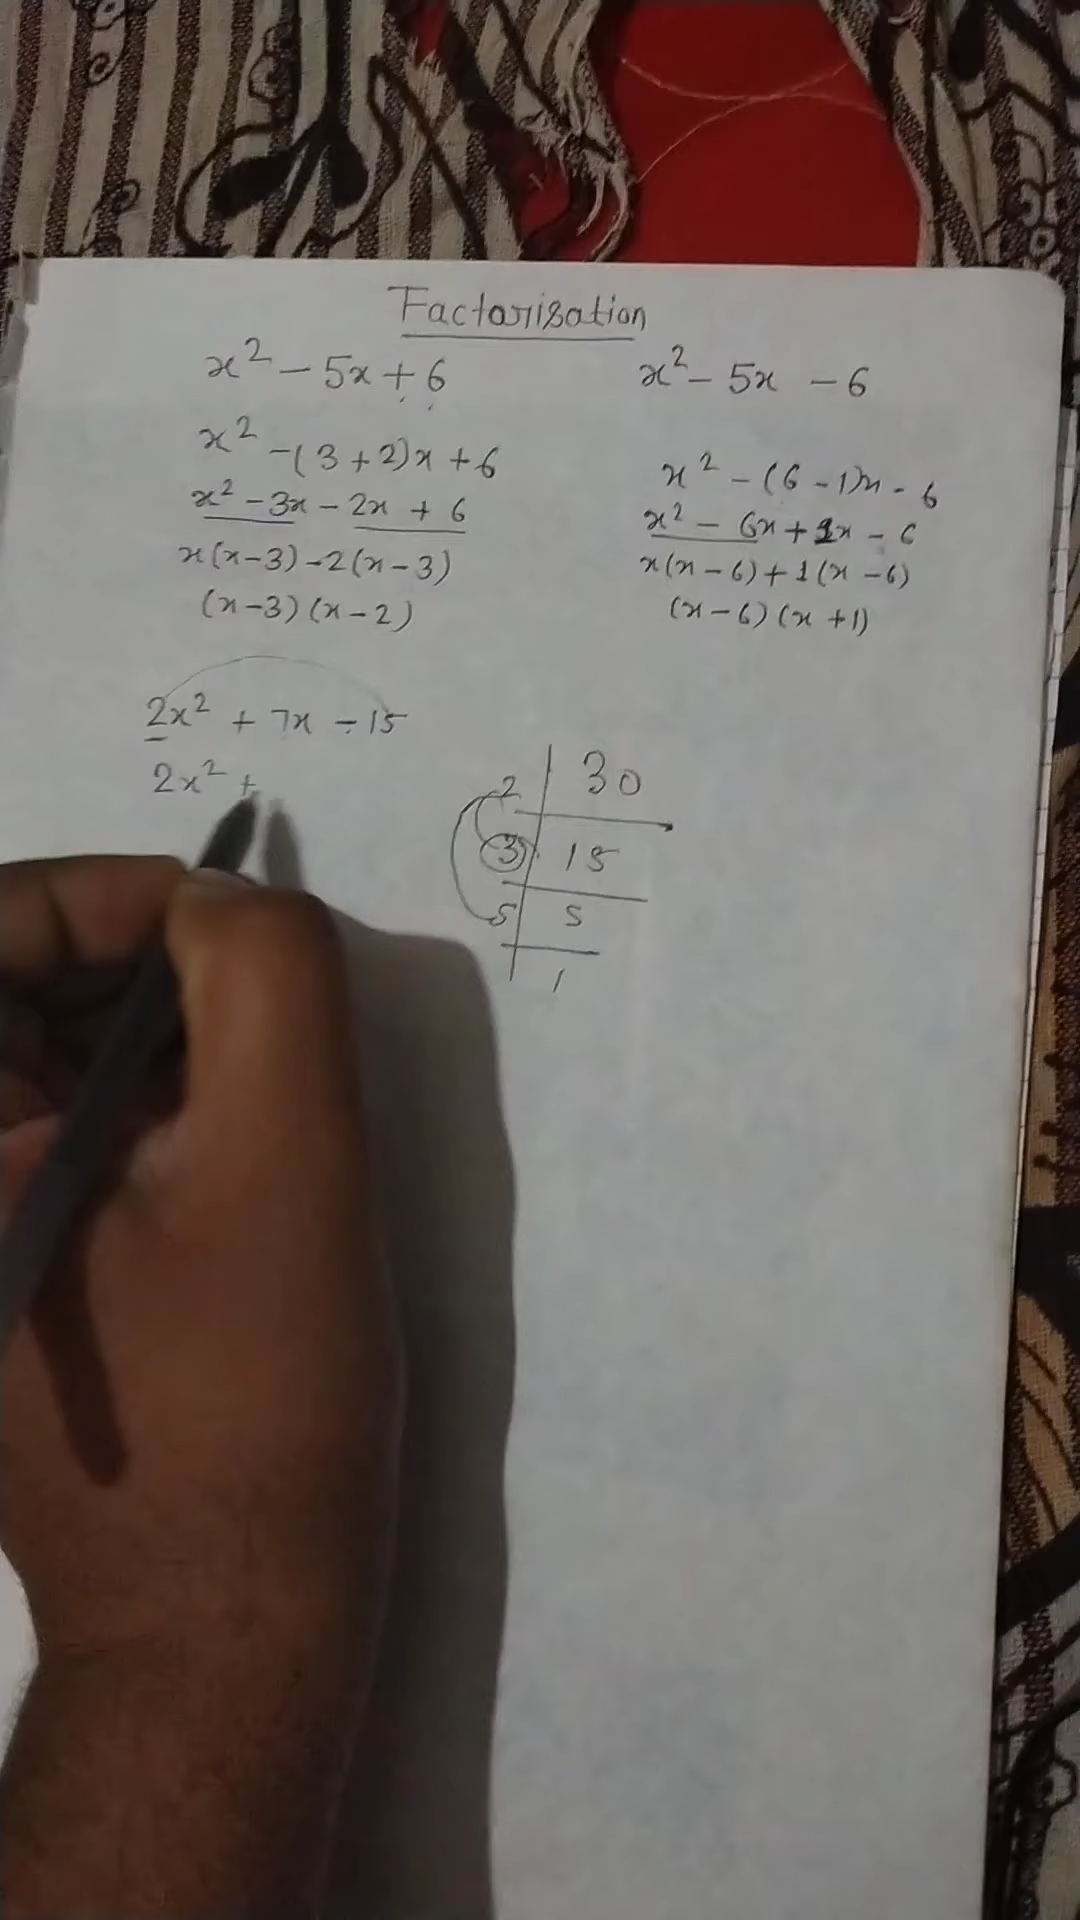 Factorisation
x² - 5x + 6
x² - (3 + 2)x + 6
x² - 3x - 2x + 6
x(x - 3) - 2(x - 3)
(x - 3) (x - 2)
x² - 5x - 6
x² - (6 - 1)x - 6
x² - 6x + 1x - 6
x(x - 6) + 1(x - 6)
(x - 6) (x + 1)
2x² + 7x - 15
2x² +
2 | 30
3 | 15
5 | 5
1